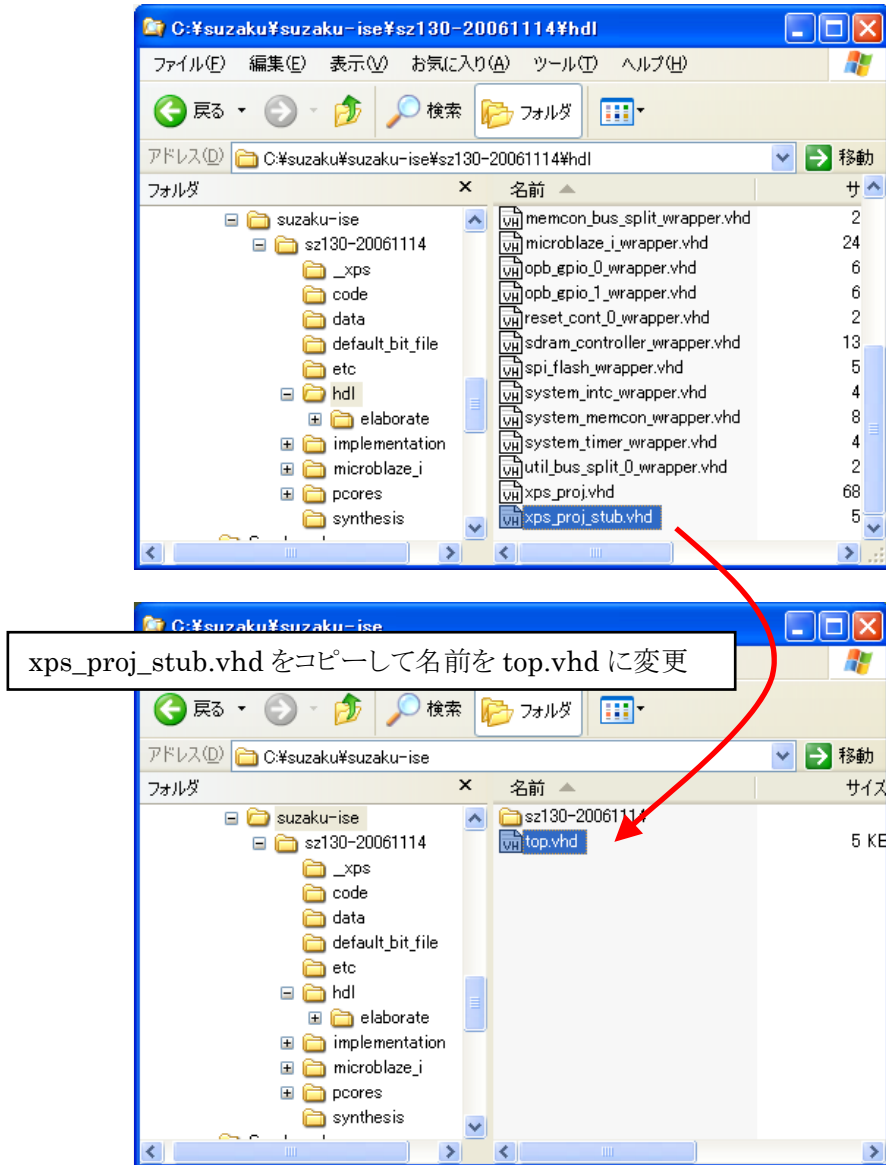 C:¥suzaku¥suzaku-ise¥sz130-20061114¥hdl
ファイル(F) 編集(E) 表示(V) お気に入り(A) ツール(T) ヘルプ(H)
戻る 検索 フォルダ
アドレス(D) C:¥suzaku¥suzaku-ise¥sz130-20061114¥hdl 移動
フォルダ × 名前 サ
suzaku-ise memcon_bus_split_wrapper.vhd 2
sz130-20061114 microblaze_i_wrapper.vhd 24
_xps opb_gpio_0_wrapper.vhd 6
code opb_gpio_1_wrapper.vhd 6
data reset_cont_0_wrapper.vhd 2
default_bit_file sdram_controller_wrapper.vhd 13
etc spi_flash_wrapper.vhd 5
hdl system_intc_wrapper.vhd 4
elaborate system_memcon_wrapper.vhd 8
implementation system_timer_wrapper.vhd 4
microblaze_i util_bus_split_0_wrapper.vhd 2
pcores xps_proj.vhd 68
synthesis xps_proj_stub.vhd 5
C:¥suzaku¥suzaku-ise
xps_proj_stub.vhd をコピーして名前を top.vhd に変更
戻る 検索 フォルダ
アドレス(D) C:¥suzaku¥suzaku-ise 移動
フォルダ × 名前 サイズ
suzaku-ise sz130-20061114
sz130-20061114 top.vhd 5 KE
_xps
code
data
default_bit_file
etc
hdl
elaborate
implementation
microblaze_i
pcores
synthesis